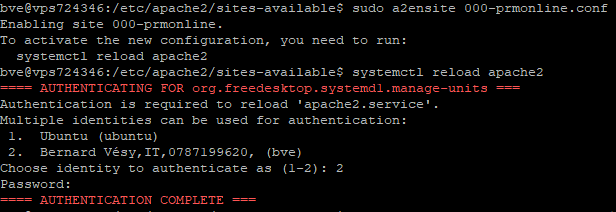 bve@vps724346:/etc/apache2/sites-available$ sudo a2ensite 000-prmonline.conf
Enabling site 000-prmonline.
To activate the new configuration, you need to run:
  systemctl reload apache2
bve@vps724346:/etc/apache2/sites-available$ systemctl reload apache2
==== AUTHENTICATING FOR org.freedesktop.systemd1.manage-units ===
Authentication is required to reload 'apache2.service'.
Multiple identities can be used for authentication:
 1.  Ubuntu (ubuntu)
 2.  Bernard Vésy,IT,0787199620, (bve)
Choose identity to authenticate as (1-2): 2
Password:
==== AUTHENTICATION COMPLETE ===